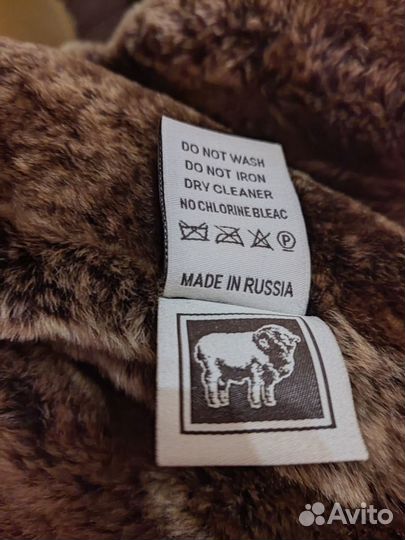 DO NOT WASH
DO NOT IRON
DRY CLEANER
NO CHLORINE BLEAC
P
MADE IN RUSSIA
Avito